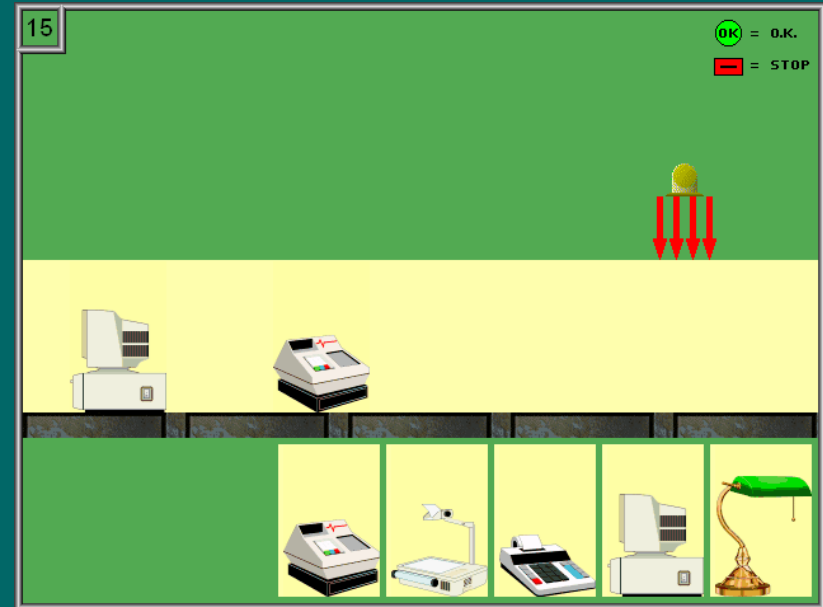 15
OK = O.K.
= STOP